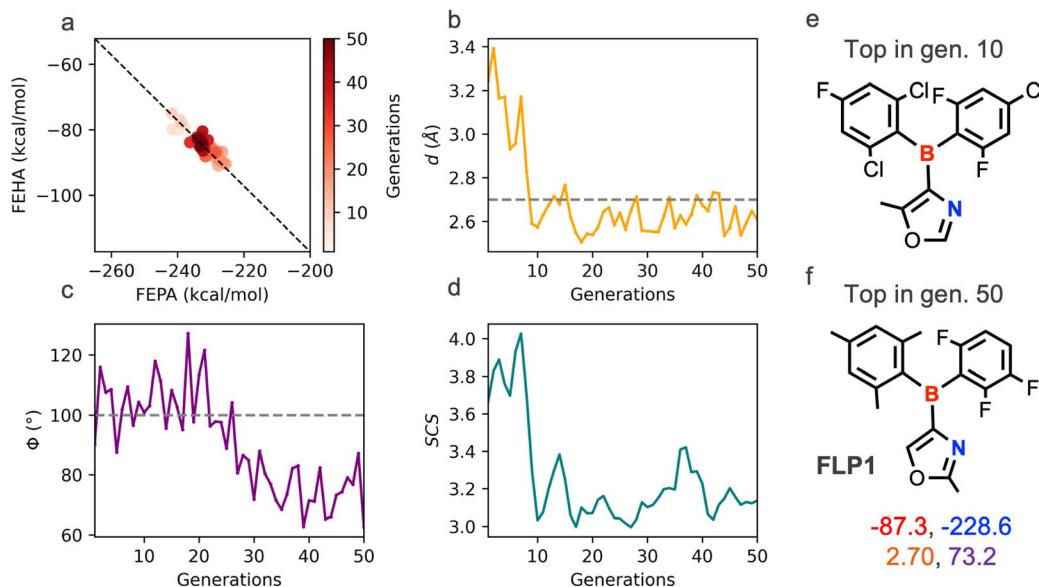 a
FEHA (kcal/mol)
−60
−80
−100
−260
−240
−220
−200
FEPA (kcal/mol)
50
40
30
20
10
Generations
b
d (Å)
3.4
3.2
3.0
2.8
2.6
10
20
30
40
50
Generations
c
Φ (°)
120
100
80
60
10
20
30
40
50
Generations
d
SCS
4.0
3.8
3.6
3.4
3.2
3.0
10
20
30
40
50
Generations
e
Top in gen. 10
F
Cl
F
Cl
B
F
N
O
f
Top in gen. 50
F
F
B
F
N
FLP1
O
-87.3, -228.6
2.70, 73.2